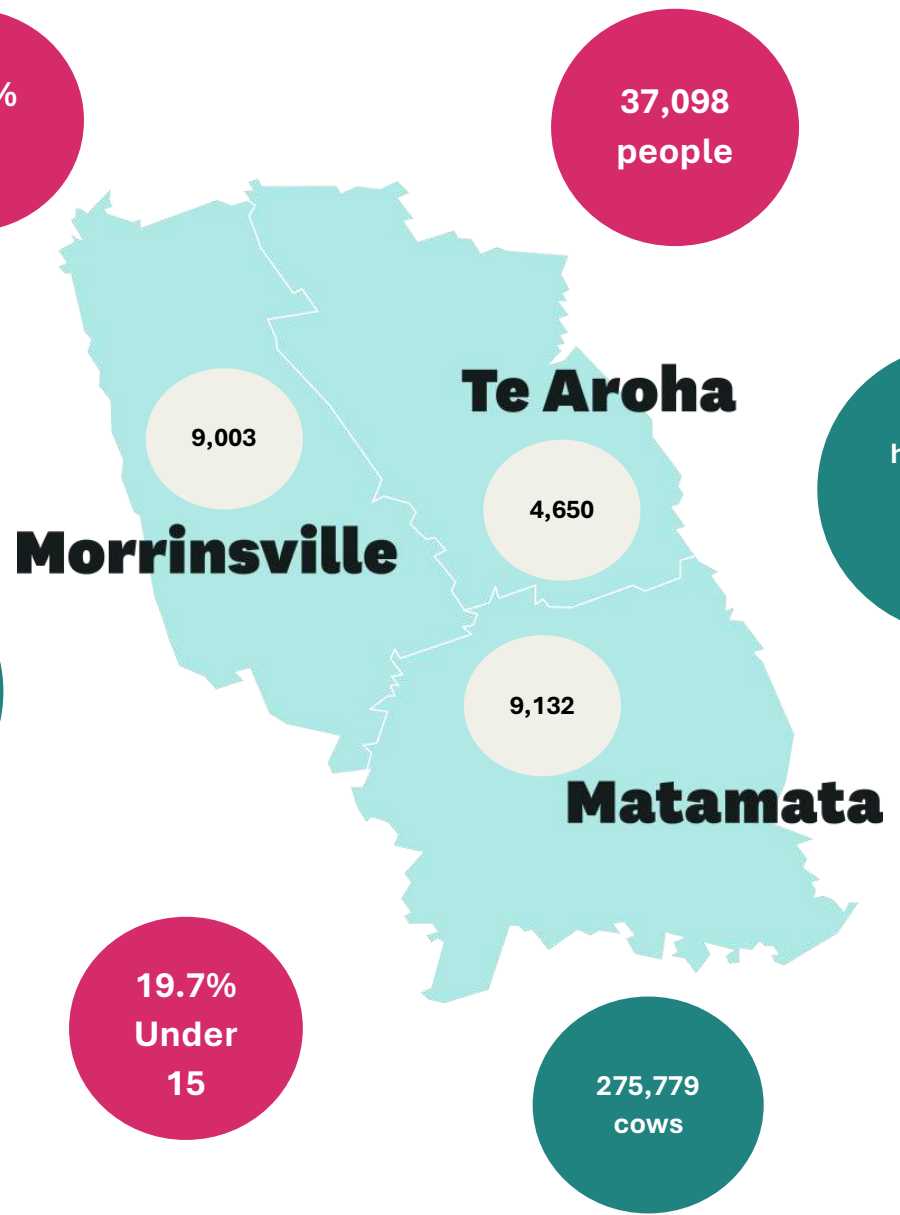 %
37,098
people
Te Aroha
9,003
4,650
Morrinsville
9,132
Matamata
19.7%
Under
15
275,779
cows